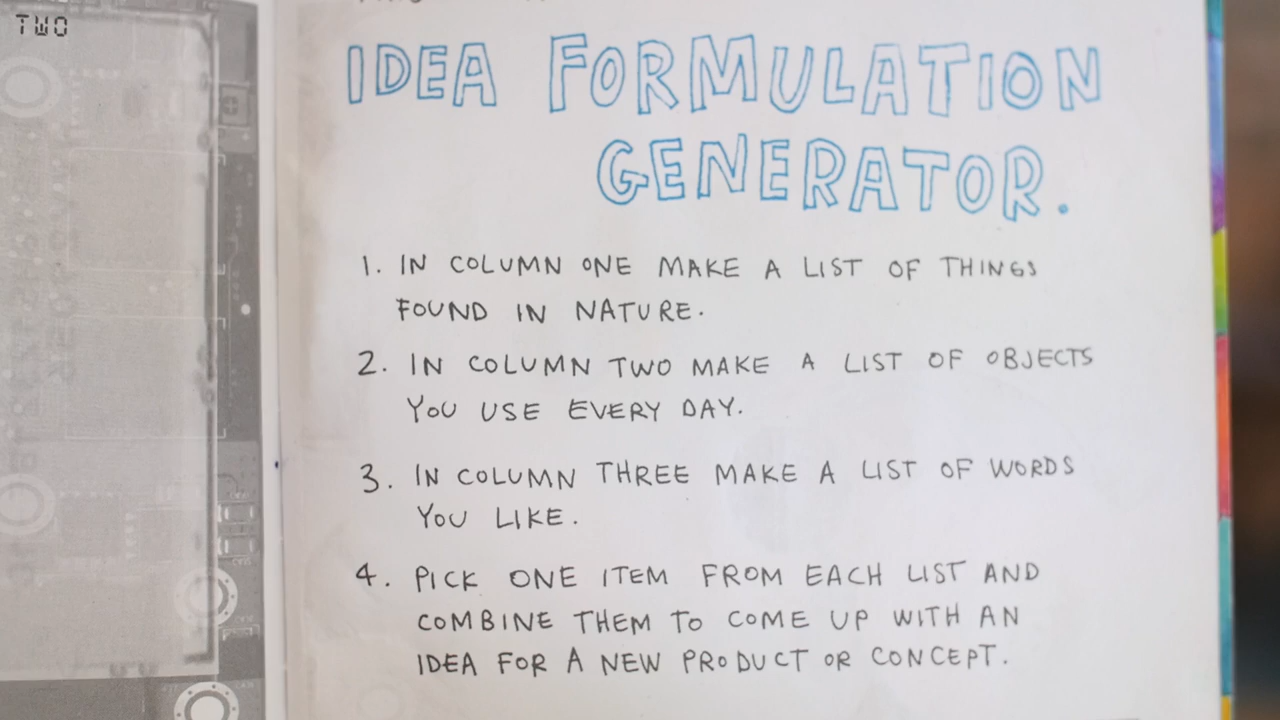 TWO
IDEA FORMULATION
GENERATOR.
1. IN COLUMN ONE MAKE A LIST OF THINGS
FOUND IN NATURE.
2. IN COLUMN TWO MAKE A LIST OF OBJECTS
YOU USE EVERY DAY.
3. IN COLUMN THREE MAKE A LIST OF WORDS
YOU LIKE.
4. PICK ONE ITEM FROM EACH LIST AND
COMBINE THEM TO COME UP WITH AN
IDEA FOR A NEW PRODUCT OR CONCEPT.